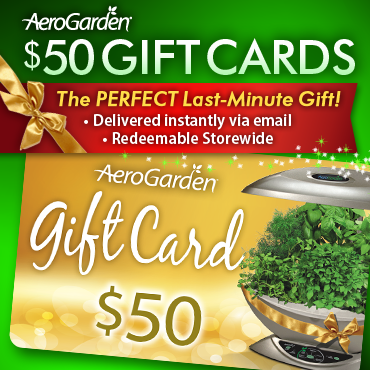 AeroGarden®
$50 GIFT CARDS
The PERFECT Last-Minute Gift!
• Delivered instantly via email
• Redeemable Storewide
AeroGarden®
Gift Card
$50